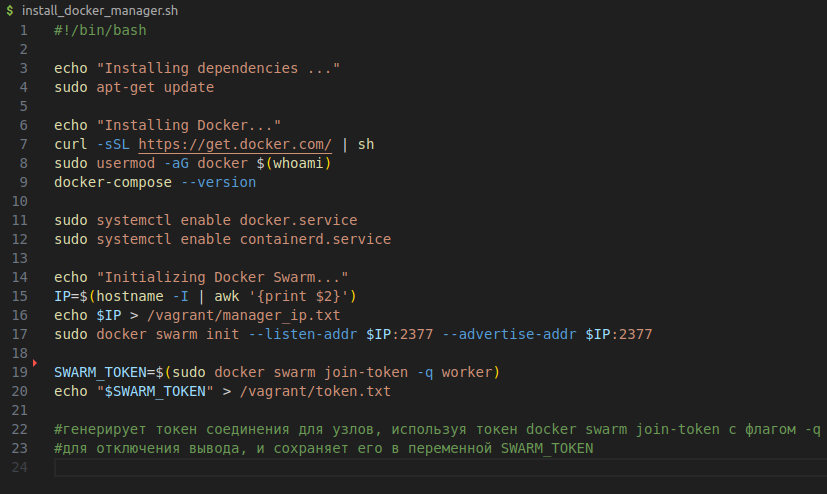 $ install_docker_manager.sh
1 #!/bin/bash
2
3 echo "Installing dependencies ..."
4 sudo apt-get update
5
6 echo "Installing Docker..."
7 curl -sSL https://get.docker.com/ | sh
8 sudo usermod -aG docker $(whoami)
9 docker-compose --version
10
11 sudo systemctl enable docker.service
12 sudo systemctl enable containerd.service
13
14 echo "Initializing Docker Swarm..."
15 IP=$(hostname -I | awk '{print $2}')
16 echo $IP > /vagrant/manager_ip.txt
17 sudo docker swarm init --listen-addr $IP:2377 --advertise-addr $IP:2377
18
19 SWARM_TOKEN=$(sudo docker swarm join-token -q worker)
20 echo "$SWARM_TOKEN" > /vagrant/token.txt
21
22 #генерирует токен соединения для узлов, используя токен docker swarm join-token с флагом -q
23 #для отключения вывода, и сохраняет его в переменной SWARM_TOKEN
24